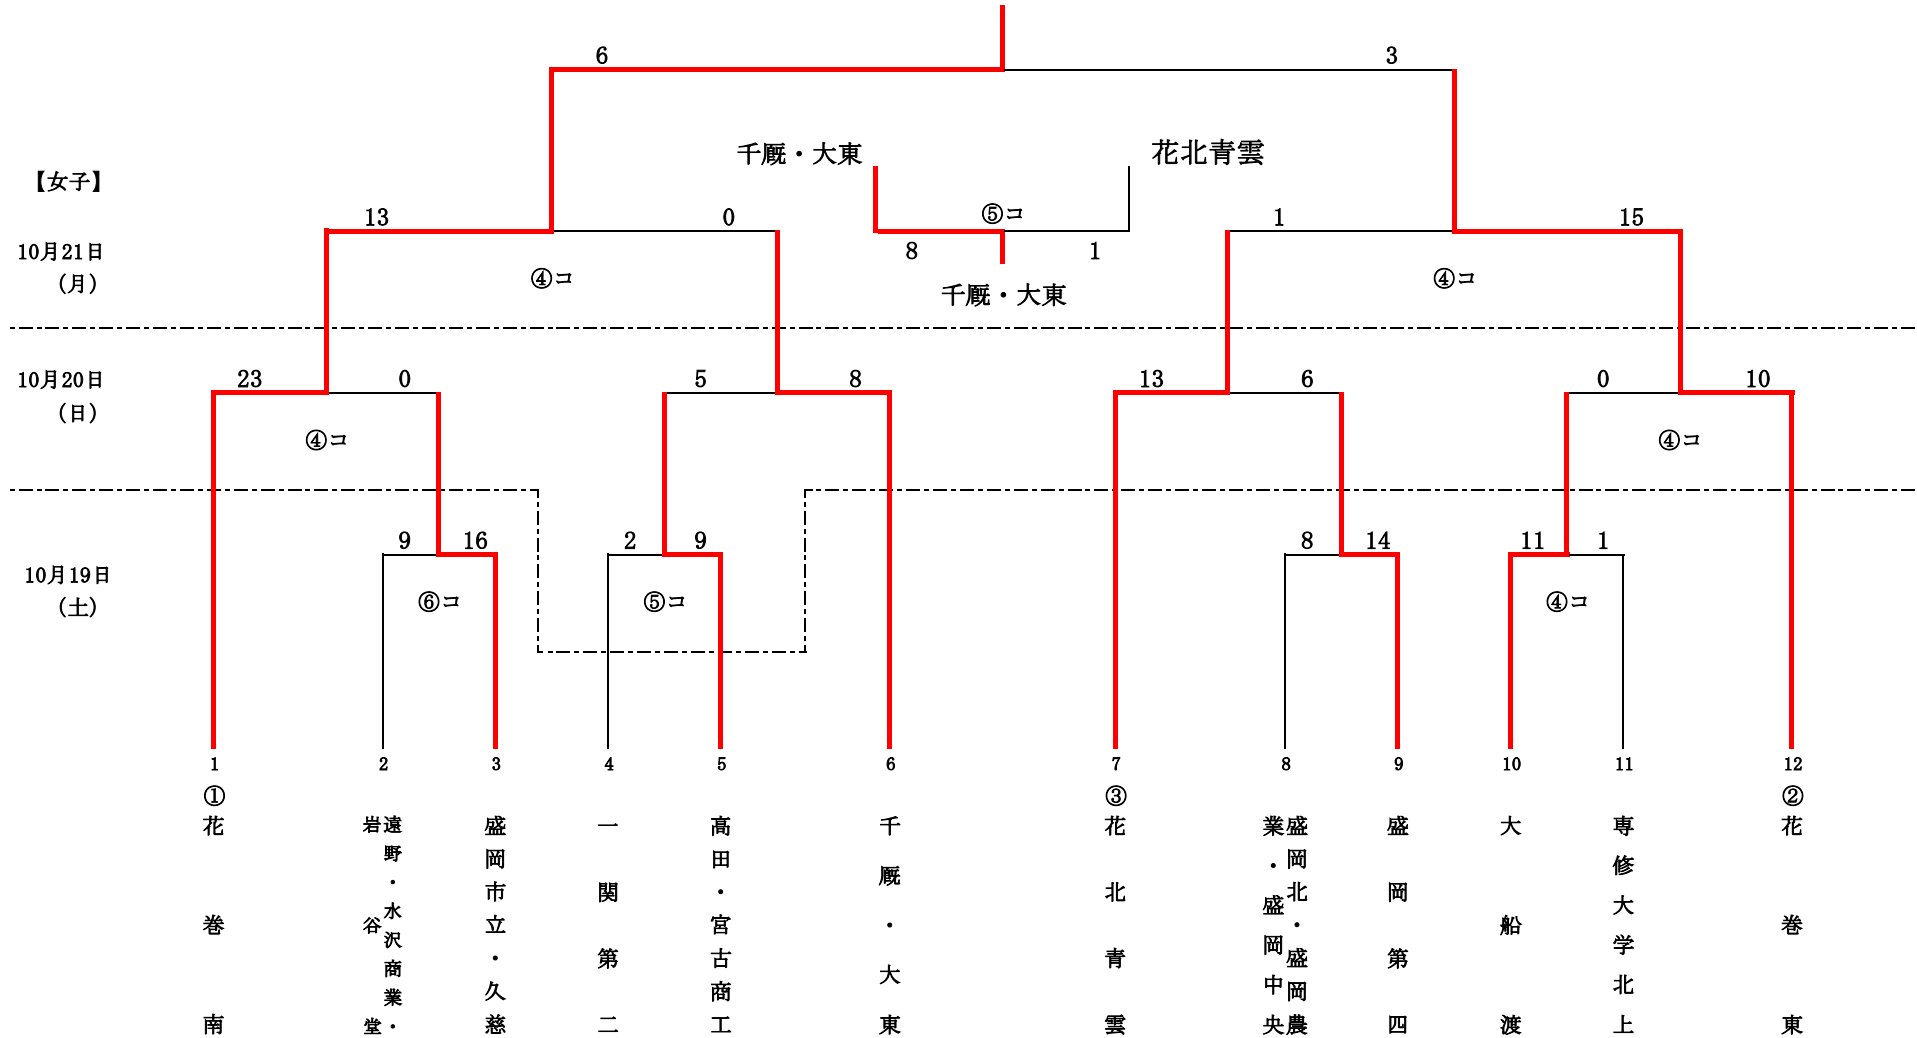 6 3
千厩・大東 花北青雲
【女子】
13 0 ⑤コ 1 15
10月21日 8 1
(月) ④コ ④コ
千厩・大東
10月20日 23 0 5 8 13 6 0 10
(日)
④コ ④コ
9 16 2 9 8 14 11 1
10月19日
(土) ⑥コ ⑤コ ④コ
1 2 3 4 5 6 7 8 9 10 11 12
① ③ ②
花巻南
遠野・水沢商業・
岩谷堂
盛岡市立・久慈
一関第二
高田・宮古商工
千厩・大東
花北青雲
盛岡北・盛岡農
業・盛岡中央
盛岡第四
大船渡
専修大学北上
花巻東